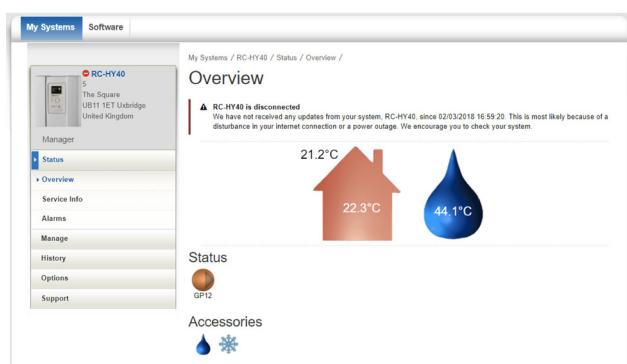 My Systems Software
RC-HY40
5
The Square
UB11 1ET Uxbridge
United Kingdom
Manager
Status
Overview
Service Info
Alarms
Manage
History
Options
Support
My Systems / RC-HY40 / Status / Overview /
Overview
RC-HY40 is disconnected
We have not received any updates from your system, RC-HY40, since 02/03/2018 16:59:20. This is most likely because of a
disturbance in your internet connection or a power outage. We encourage you to check your system.
21.2°C
22.3°C 44.1°C
Status
GP12
Accessories